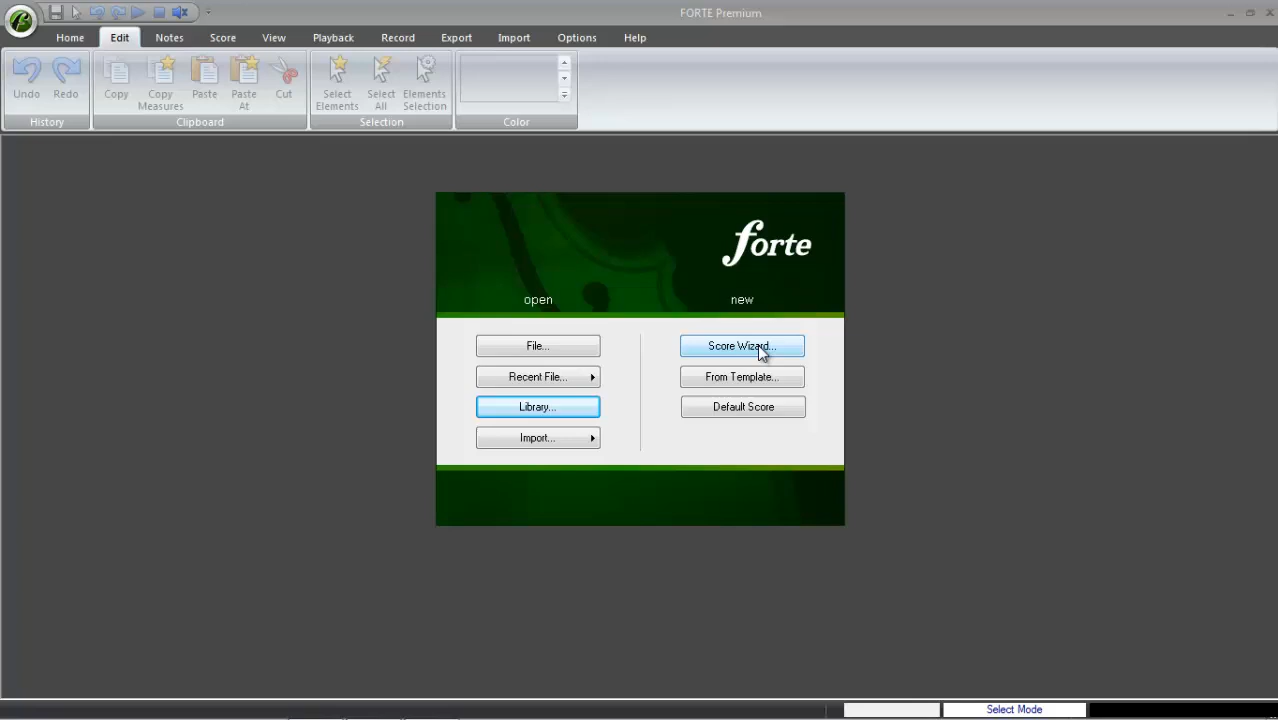 FORTE Premium
Home Edit Notes Score View Playback Record Export Import Options Help
Undo Redo Copy Copy Measures Paste Paste At Cut Select Elements Select All Elements Selection
History Clipboard Selection Color
forte
open new
File... Score Wizard...
Recent File... From Template...
Library... Default Score
Import...
Select Mode